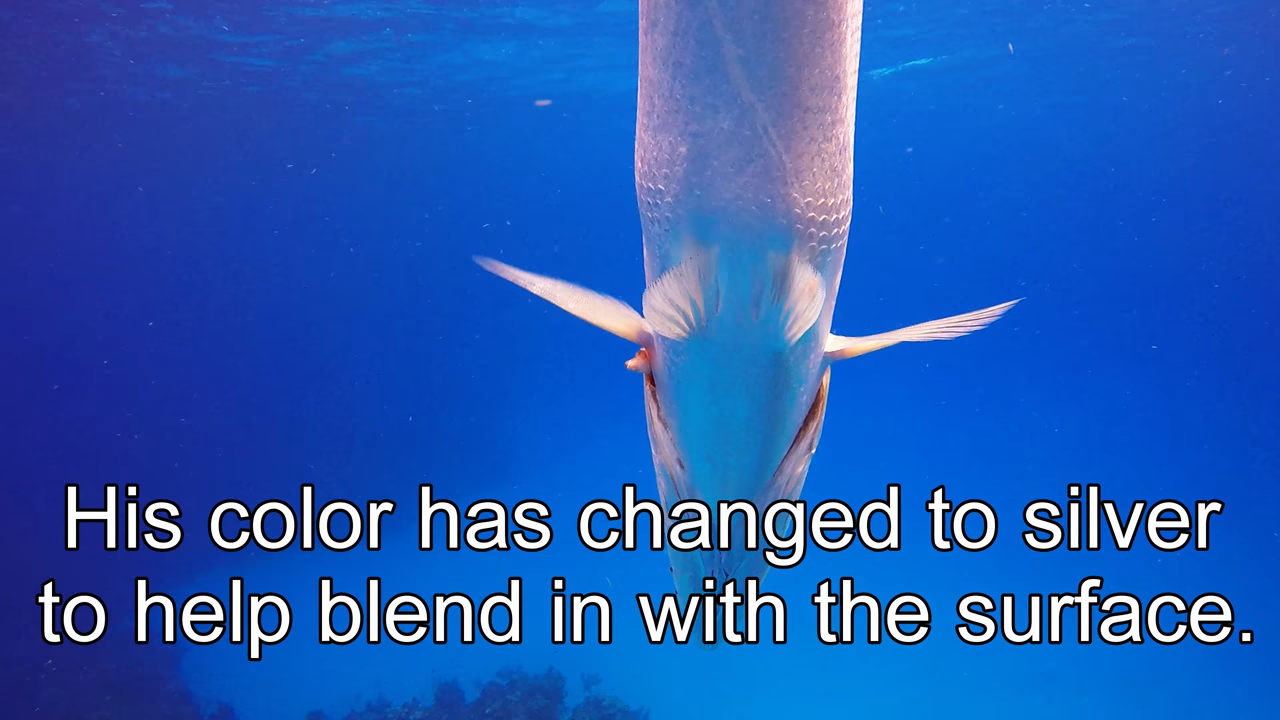 His color has changed to silver
to help blend in with the surface.